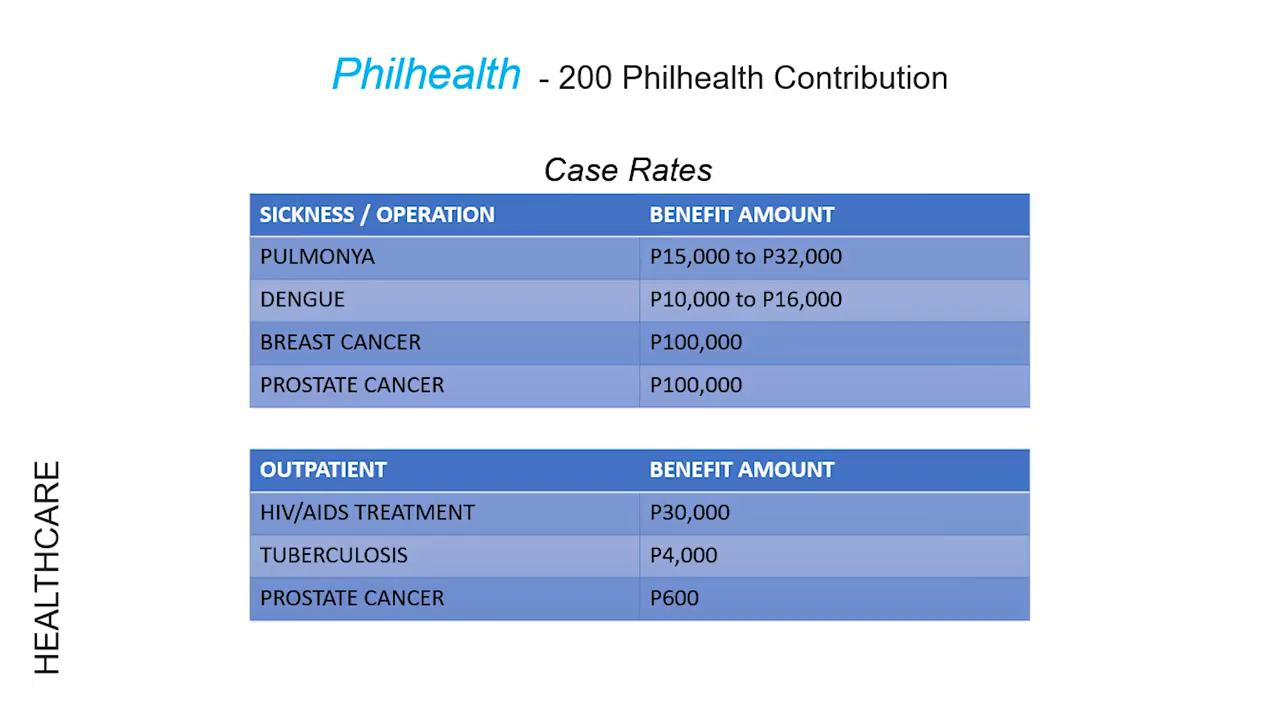 Philhealth - 200 Philhealth Contribution
Case Rates
SICKNESS / OPERATION BENEFIT AMOUNT
PULMONYA P15,000 to P32,000
DENGUE P10,000 to P16,000
BREAST CANCER P100,000
PROSTATE CANCER P100,000
OUTPATIENT BENEFIT AMOUNT
HIV/AIDS TREATMENT P30,000
TUBERCULOSIS P4,000
PROSTATE CANCER P600
HEALTHCARE